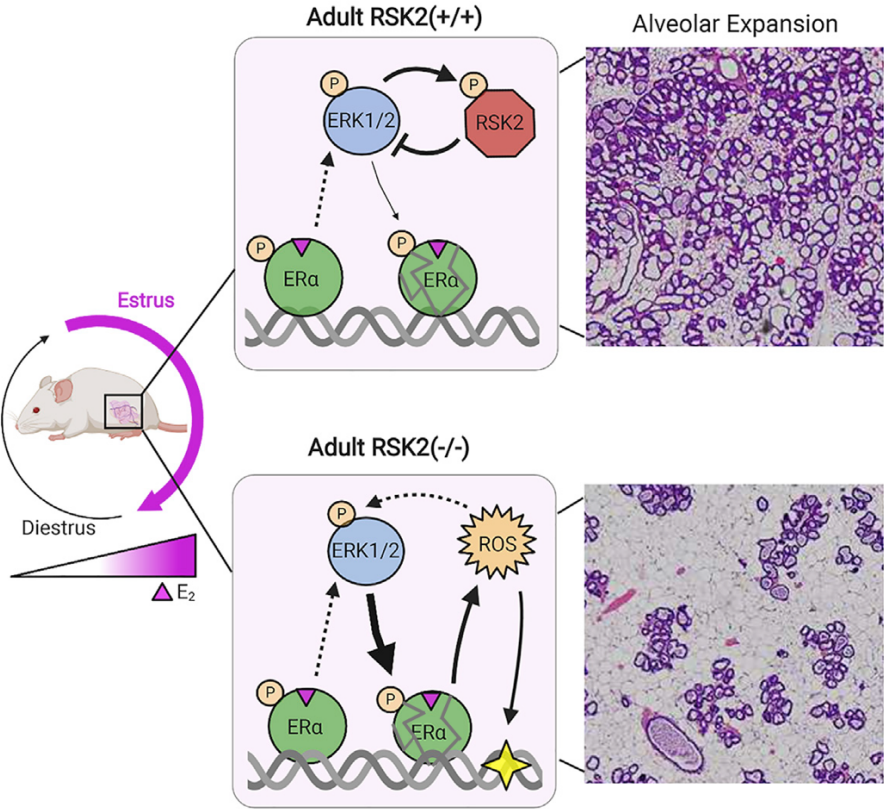 Adult RSK2(+/+)
Alveolar Expansion
P
P
ERK1/2
RSK2
P
P
ERα
ERα
Estrus
Diestrus
E₂
Adult RSK2(-/-)
P
ERK1/2
ROS
P
P
ERα
ERα